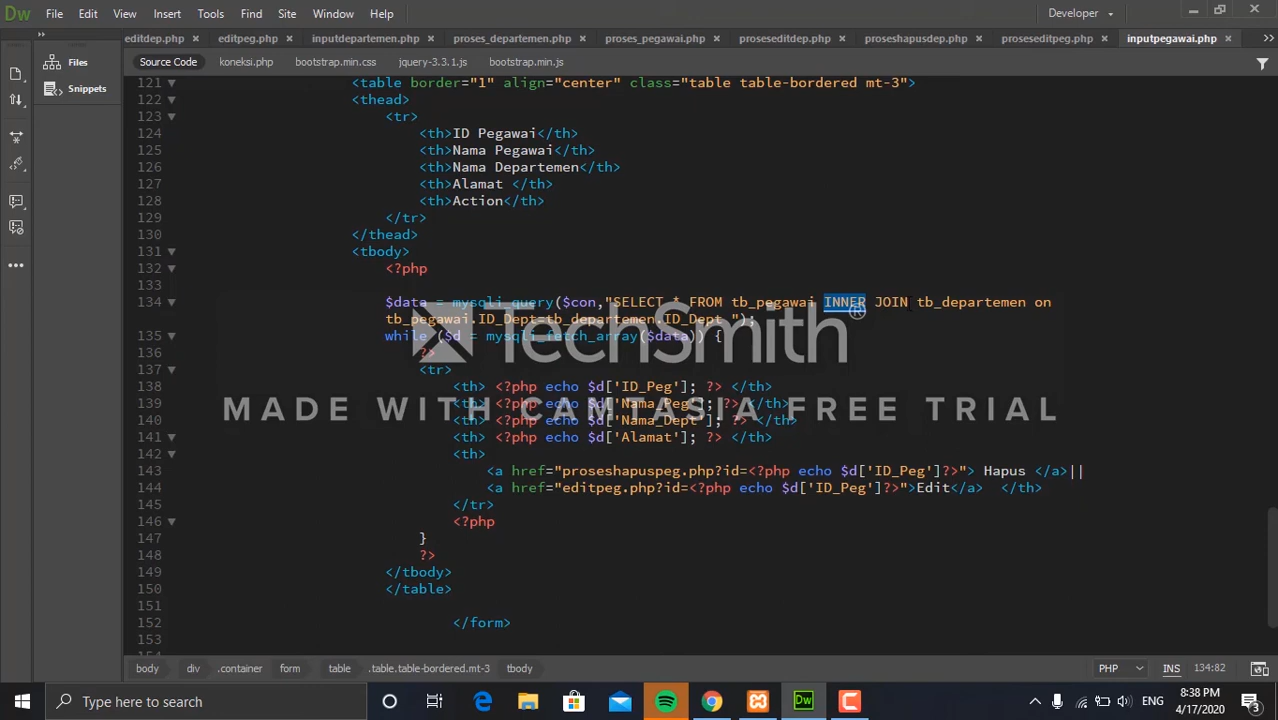 Dw File Edit View Insert Tools Find Site Window Help Developer
editdep.php × editpeg.php × inputdepartemen.php × proses_departemen.php × proses_pegawai.php × proseseditdep.php × proseshapusdep.php × proseseditpeg.php × inputpegawai.php ×
Files Source Code koneksi.php bootstrap.min.css jquery-3.3.1.js bootstrap.min.js
Snippets
121 <table border="1" align="center" class="table table-bordered mt-3">
122 <thead>
123 <tr>
124 <th>ID Pegawai</th>
125 <th>Nama Pegawai</th>
126 <th>Nama Departemen</th>
127 <th>Alamat </th>
128 <th>Action</th>
129 </tr>
130 </thead>
131 <tbody>
132 <?php
133
134 $data = mysqli_query($con,"SELECT * FROM tb_pegawai INNER JOIN tb_departemen on
tb_pegawai.ID_Dept=tb_departemen.ID_Dept ");
135 while ($d = mysqli_fetch_array($data)) {
136 ?>
137 <tr>
138 <th> <?php echo $d['ID_Peg']; ?> </th>
139 <th> <?php echo $d['Nama_Peg']; ?> </th>
140 <th> <?php echo $d['Nama_Dept']; ?> </th>
141 <th> <?php echo $d['Alamat']; ?> </th>
142 <th>
143 <a href="proseshapuspeg.php?id=<?php echo $d['ID_Peg']?>"> Hapus </a>||
144 <a href="editpeg.php?id=<?php echo $d['ID_Peg']?>">Edit</a> </th>
145 </tr>
146 <?php
147 }
148 ?>
149 </tbody>
150 </table>
151
152 </form>
153
TechSmith®
MADE WITH CAMTASIA FREE TRIAL
body div .container form table .table.table-bordered.mt-3 tbody PHP INS 134:82
Type here to search Dw ENG 8:38 PM
4/17/2020 3